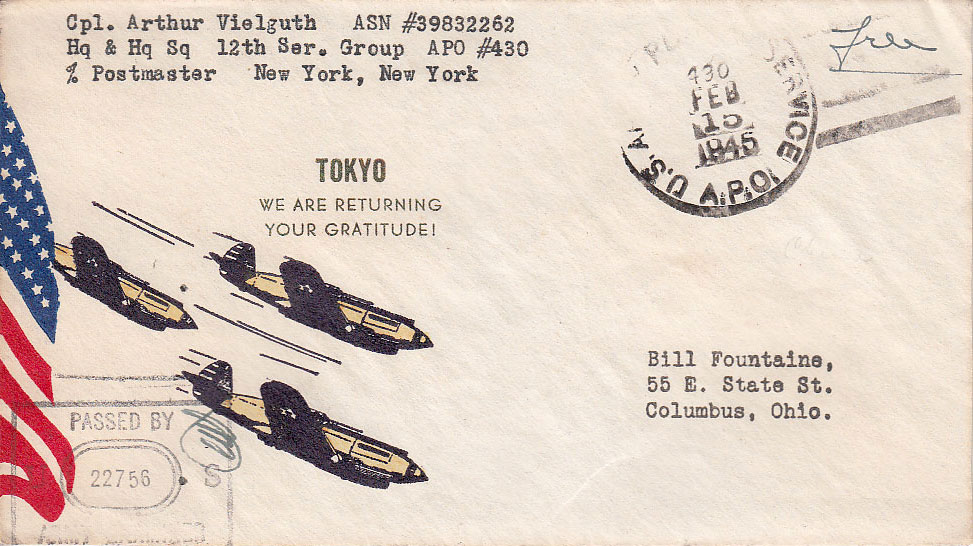 Cpl. Arthur Vielguth ASN #39832262
Hq & Hq Sq 12th Ser. Group APO #430
% Postmaster New York, New York
Free
430
FEB
15
1945
SERVICE
U.S. A.P.O.
TOKYO
WE ARE RETURNING
YOUR GRATITUDE!
Bill Fountaine,
55 E. State St.
Columbus, Ohio.
PASSED BY
22756
S